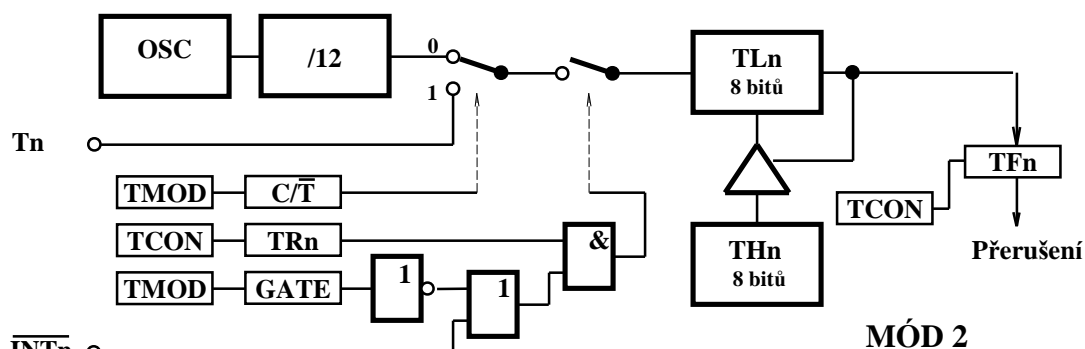 OSC
/12
0
1
TLn
8 bitů
Tn
TMOD
C/T̅
TFn
TCON
TCON
TRn
&
THn
8 bitů
Přerušení
TMOD
GATE
1
1
MÓD 2
I̅N̅T̅n̅